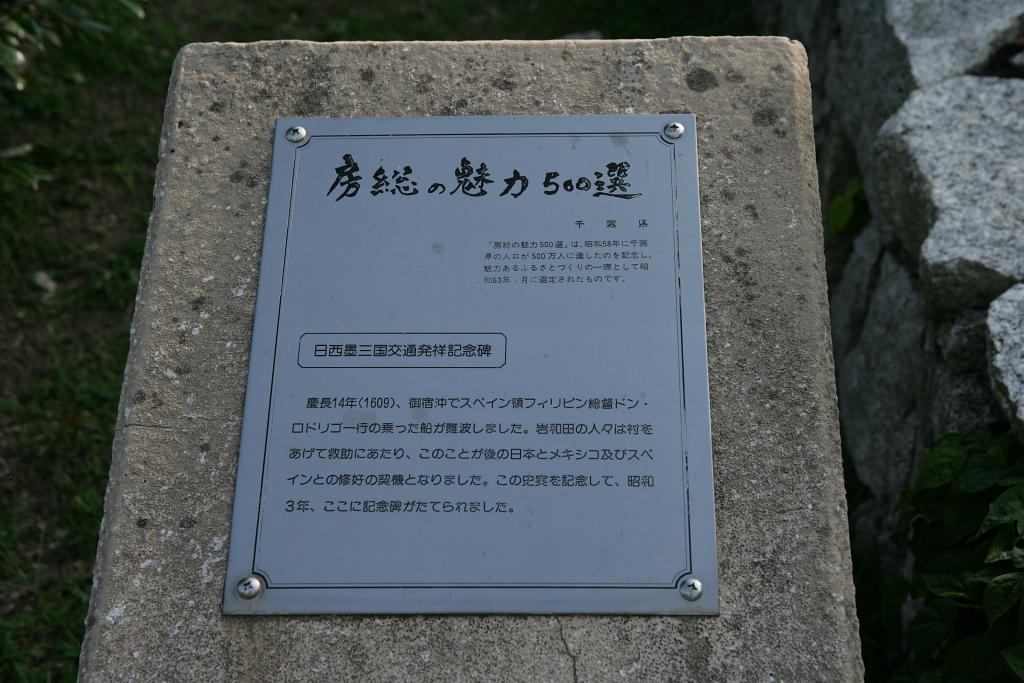 房総の魅力500選
千葉県
「房総の魅力500選」は、昭和58年に千葉
県の人口が500万人に達したのを記念し、
魅力あるふるさとづくりの一環として昭
和63年1月に選定されたものです。
日西墨三国交通発祥記念碑
慶長14年(1609)、御宿沖でスペイン領フィリピン総督ドン・
ロドリゴ一行の乗った船が難波しました。岩和田の人々は村を
あげて救助にあたり、このことが後の日本とメキシコ及びスペ
インとの修好の契機となりました。この史実を記念して、昭和
3年、ここに記念碑がたてられました。